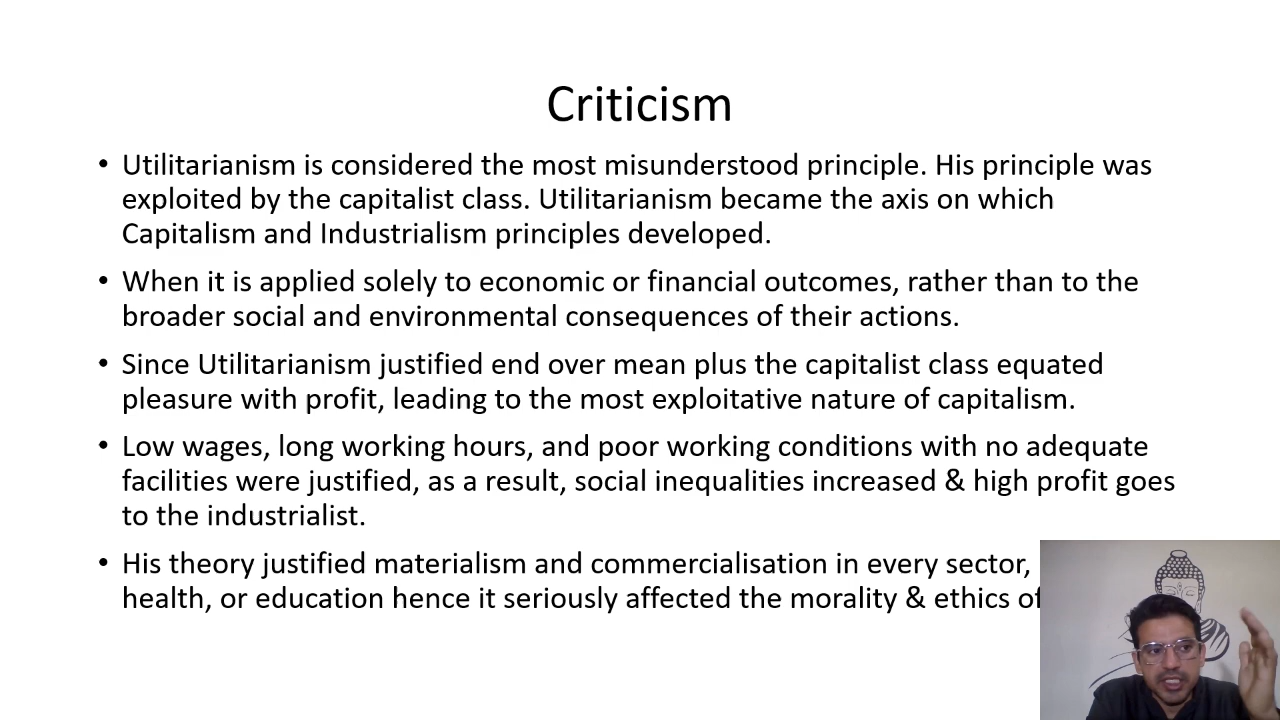 Criticism
• Utilitarianism is considered the most misunderstood principle. His principle was
exploited by the capitalist class. Utilitarianism became the axis on which
Capitalism and Industrialism principles developed.
• When it is applied solely to economic or financial outcomes, rather than to the
broader social and environmental consequences of their actions.
• Since Utilitarianism justified end over mean plus the capitalist class equated
pleasure with profit, leading to the most exploitative nature of capitalism.
• Low wages, long working hours, and poor working conditions with no adequate
facilities were justified, as a result, social inequalities increased & high profit goes
to the industrialist.
• His theory justified materialism and commercialisation in every sector,
health, or education hence it seriously affected the morality & ethics of